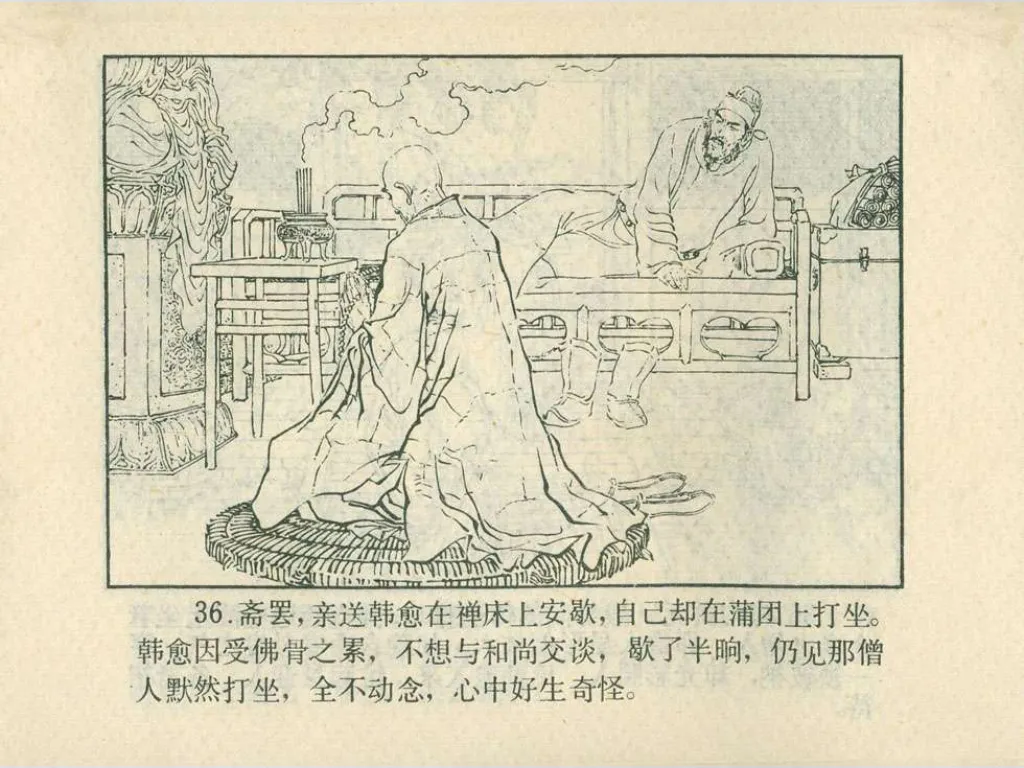 36.斋罢，亲送韩愈在禅床上安歇，自己却在蒲团上打坐。
韩愈因受佛骨之累，不想与和尚交谈，歇了半晌，仍见那僧
人默然打坐，全不动念，心中好生奇怪。